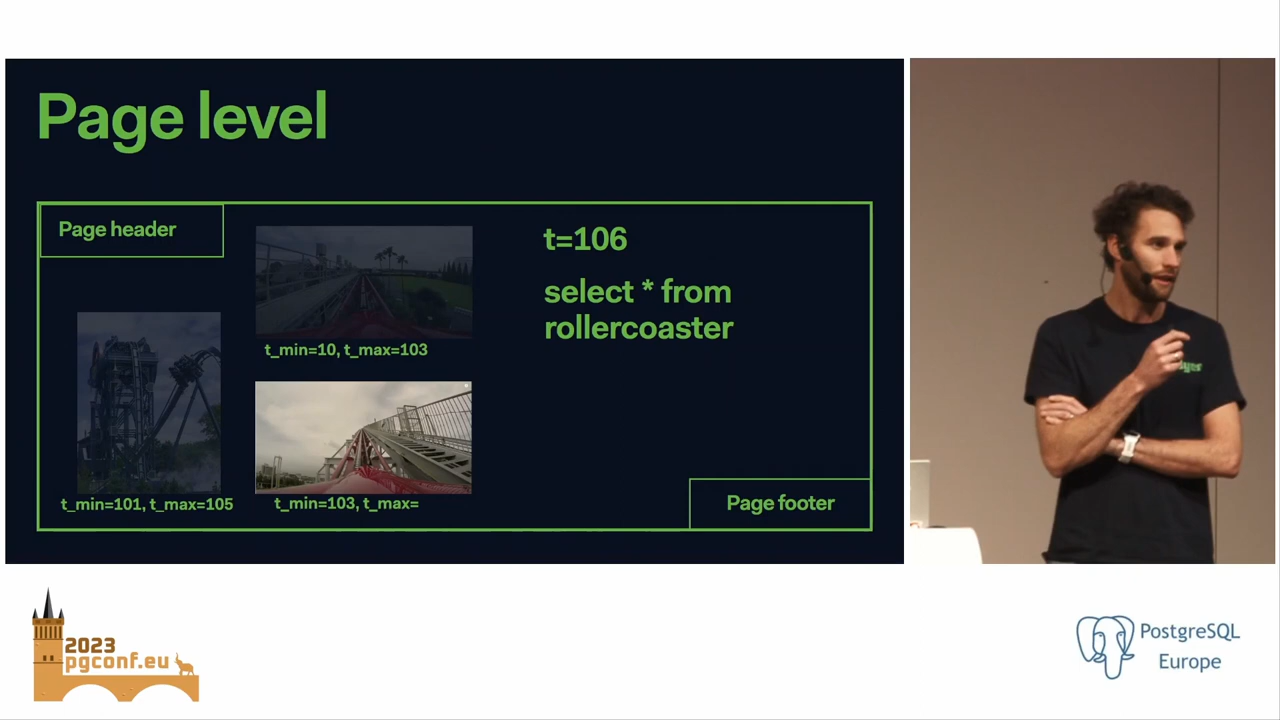 Page level
Page header
t=106
select * from
rollercoaster
t_min=10, t_max=103
t_min=101, t_max=105
t_min=103, t_max=
Page footer
2023
pgconf.eu
PostgreSQL
Europe